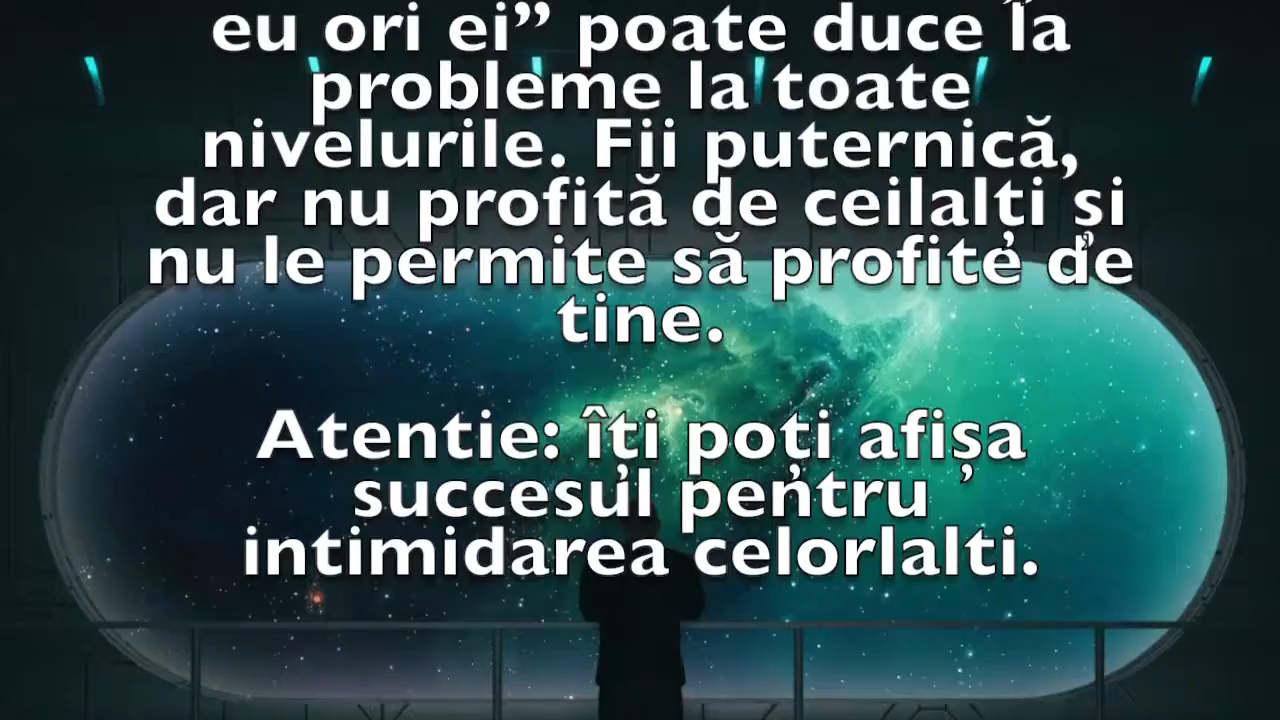 eu ori ei” poate duce la
probleme la toate
nivelurile. Fii puternică,
dar nu profită de ceilalți și
nu le permite să profite de
tine.
Atentie: îți poți afișa
succesul pentru
intimidarea celorlalti.